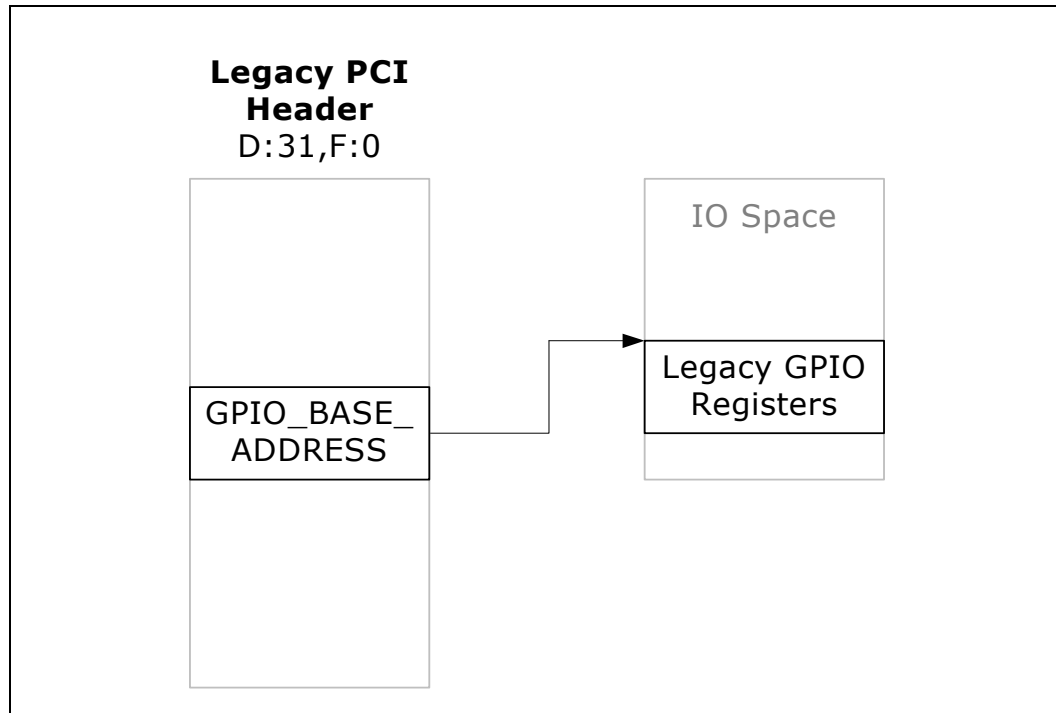 Legacy PCI
Header
D:31,F:0
IO Space
Legacy GPIO
Registers
GPIO_BASE_
ADDRESS